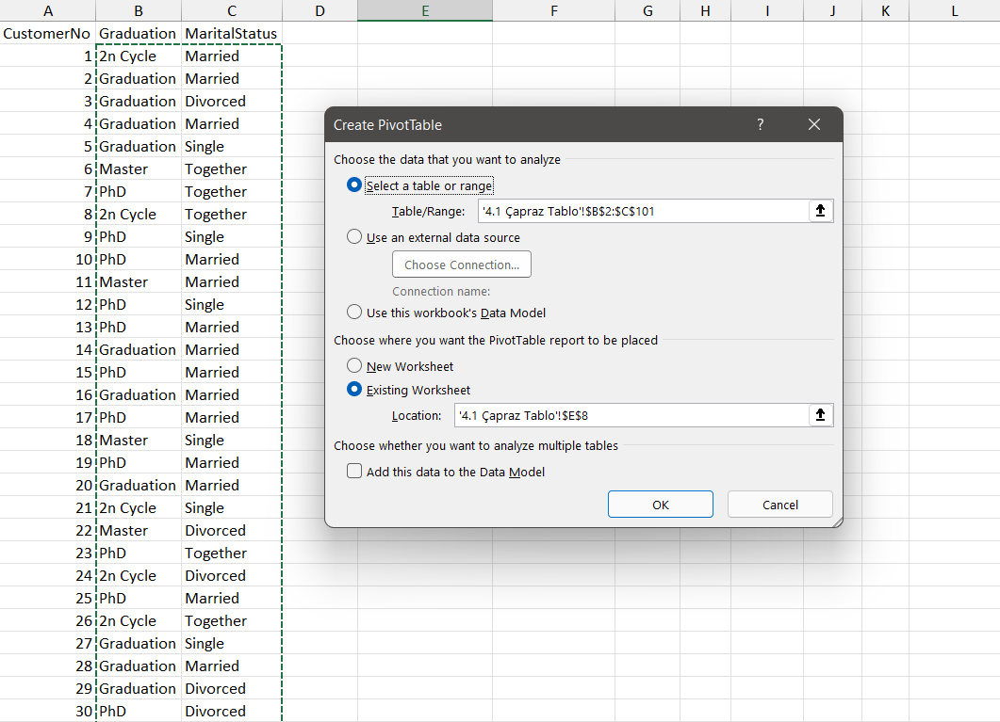 A B C D E F G H I J K L
CustomerNo Graduation MaritalStatus
1 2n Cycle Married
2 Graduation Married
3 Graduation Divorced
4 Graduation Married
5 Graduation Single
6 Master Together
7 PhD Together
8 2n Cycle Together
9 PhD Single
10 PhD Married
11 Master Married
12 PhD Single
13 PhD Married
14 Graduation Married
15 PhD Married
16 Graduation Married
17 PhD Married
18 Master Single
19 PhD Married
20 Graduation Married
21 2n Cycle Single
22 Master Divorced
23 PhD Together
24 2n Cycle Divorced
25 PhD Married
26 2n Cycle Together
27 Graduation Single
28 Graduation Married
29 Graduation Divorced
30 PhD Divorced
Create PivotTable ?
Choose the data that you want to analyze
Select a table or range
Table/Range: '4.1 Çapraz Tablo'!$B$2:$C$101
Use an external data source
Choose Connection...
Connection name:
Use this workbook's Data Model
Choose where you want the PivotTable report to be placed
New Worksheet
Existing Worksheet
Location: '4.1 Çapraz Tablo'!$E$8
Choose whether you want to analyze multiple tables
Add this data to the Data Model
OK Cancel